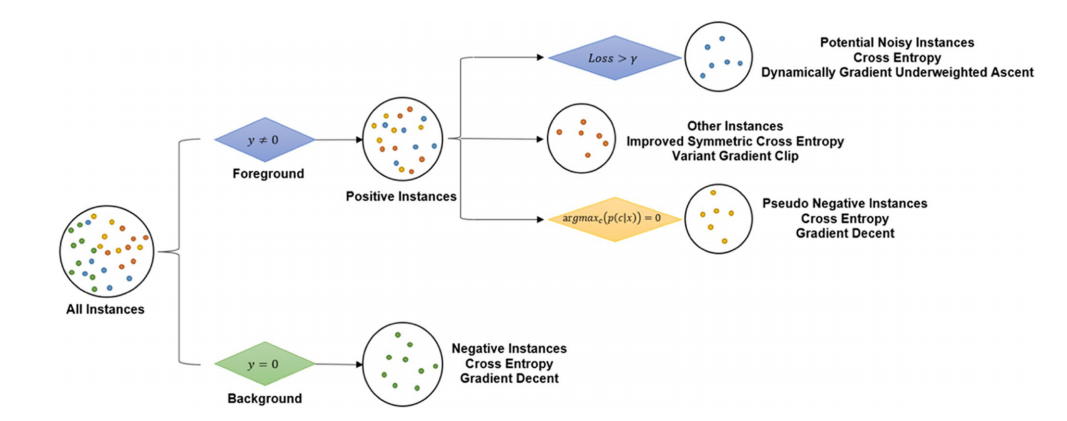 Loss > γ
Potential Noisy Instances
Cross Entropy
Dynamically Gradient Underweighted Ascent
y ≠ 0
Foreground
Positive Instances
Other Instances
Improved Symmetric Cross Entropy
Variant Gradient Clip
argmax_c(p(c|x)) = 0
Pseudo Negative Instances
Cross Entropy
Gradient Decent
All Instances
y = 0
Background
Negative Instances
Cross Entropy
Gradient Decent